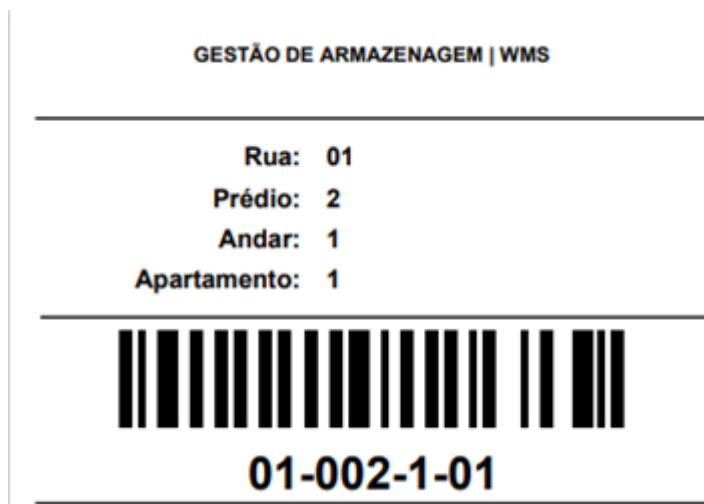 GESTÃO DE ARMAZENAGEM | WMS
Rua: 01
Prédio: 2
Andar: 1
Apartamento: 1
01-002-1-01